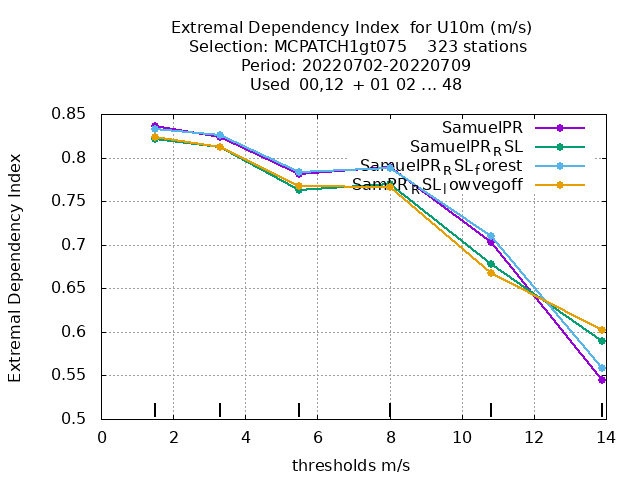 Extremal Dependency Index  for U10m (m/s)
Selection: MCPATCH1gt075    323 stations
Period: 20220702-20220709
Used  00,12  + 01 02 ... 48
0.85
0.8
0.75
0.7
0.65
0.6
0.55
0.5
Extremal Dependency Index
SamuelPR
SamuelPR_RSL
SamuelPR_RSL_forest
SamPR_RSL_lowvegoff
0 2 4 6 8 10 12 14
thresholds m/s